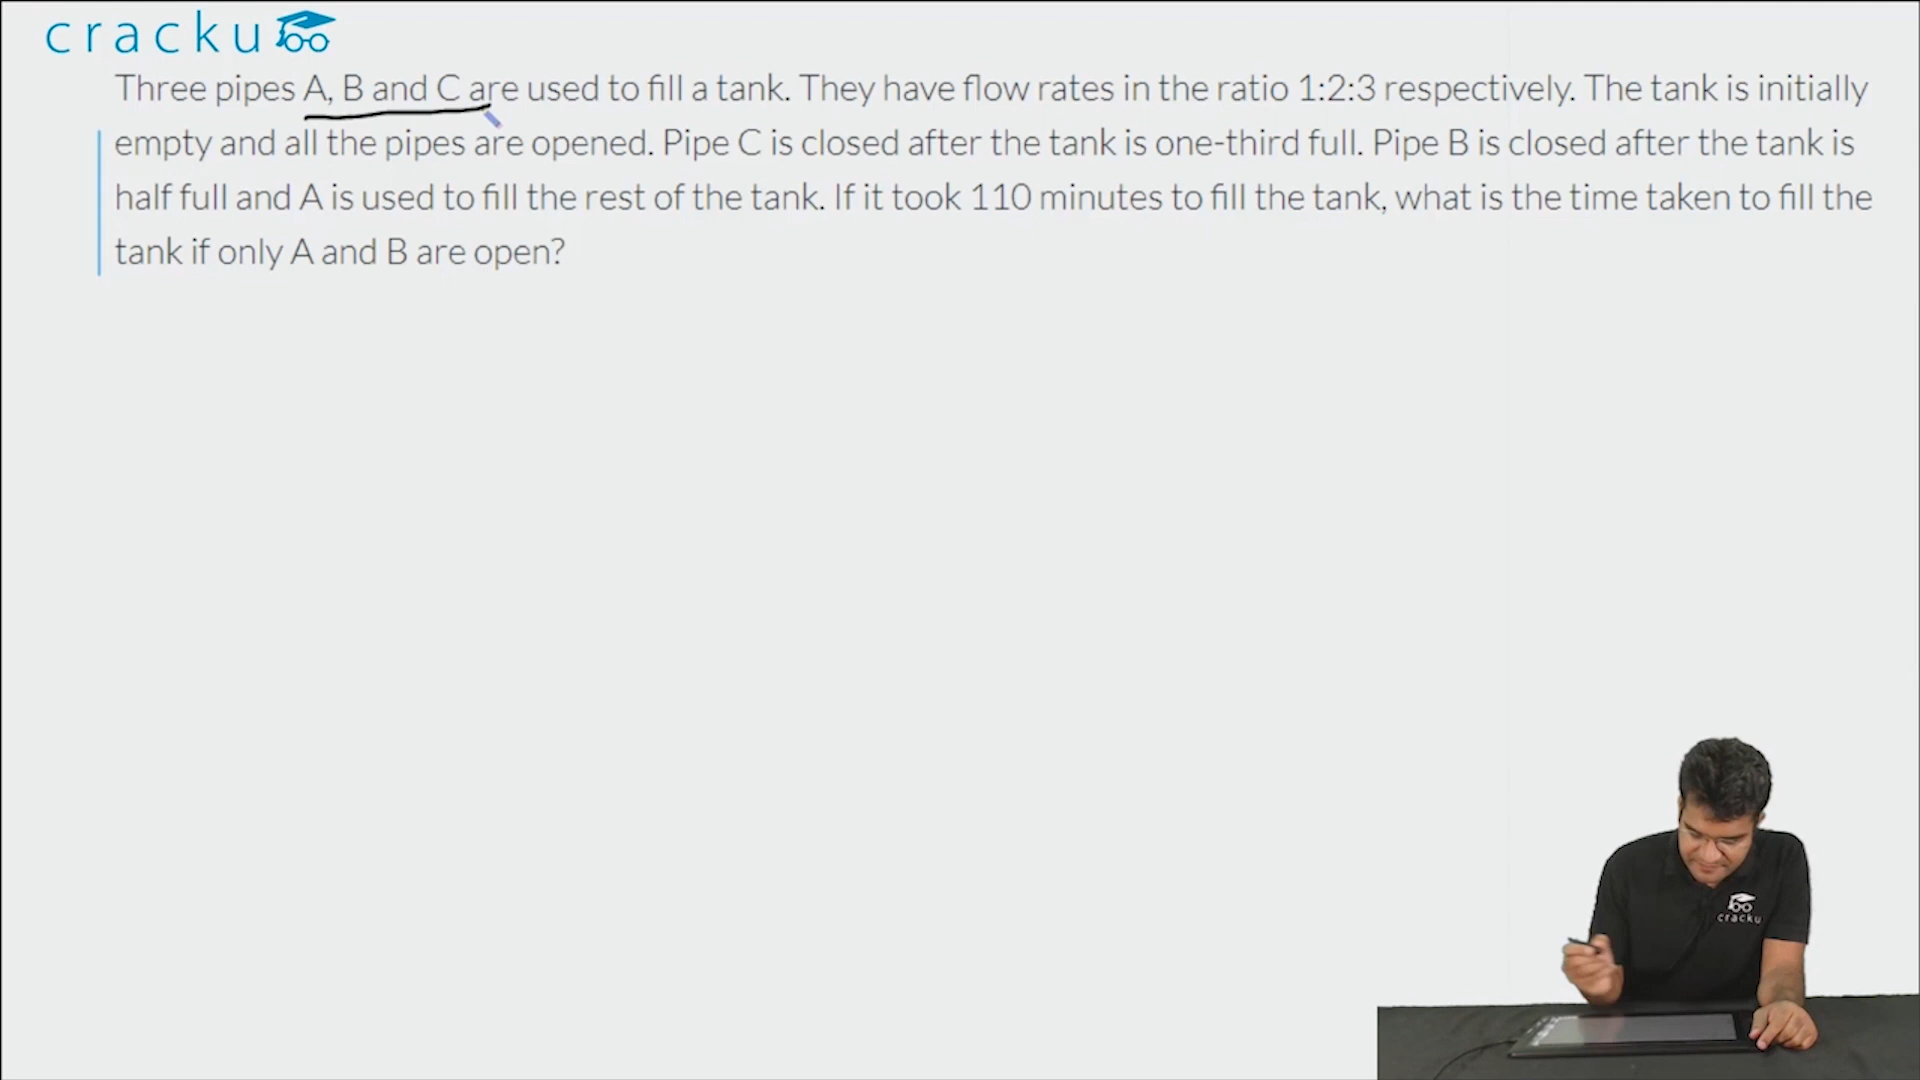 cracku
Three pipes A, B and C are used to fill a tank. They have flow rates in the ratio 1:2:3 respectively. The tank is initially
empty and all the pipes are opened. Pipe C is closed after the tank is one-third full. Pipe B is closed after the tank is
half full and A is used to fill the rest of the tank. If it took 110 minutes to fill the tank, what is the time taken to fill the
tank if only A and B are open?
cracku